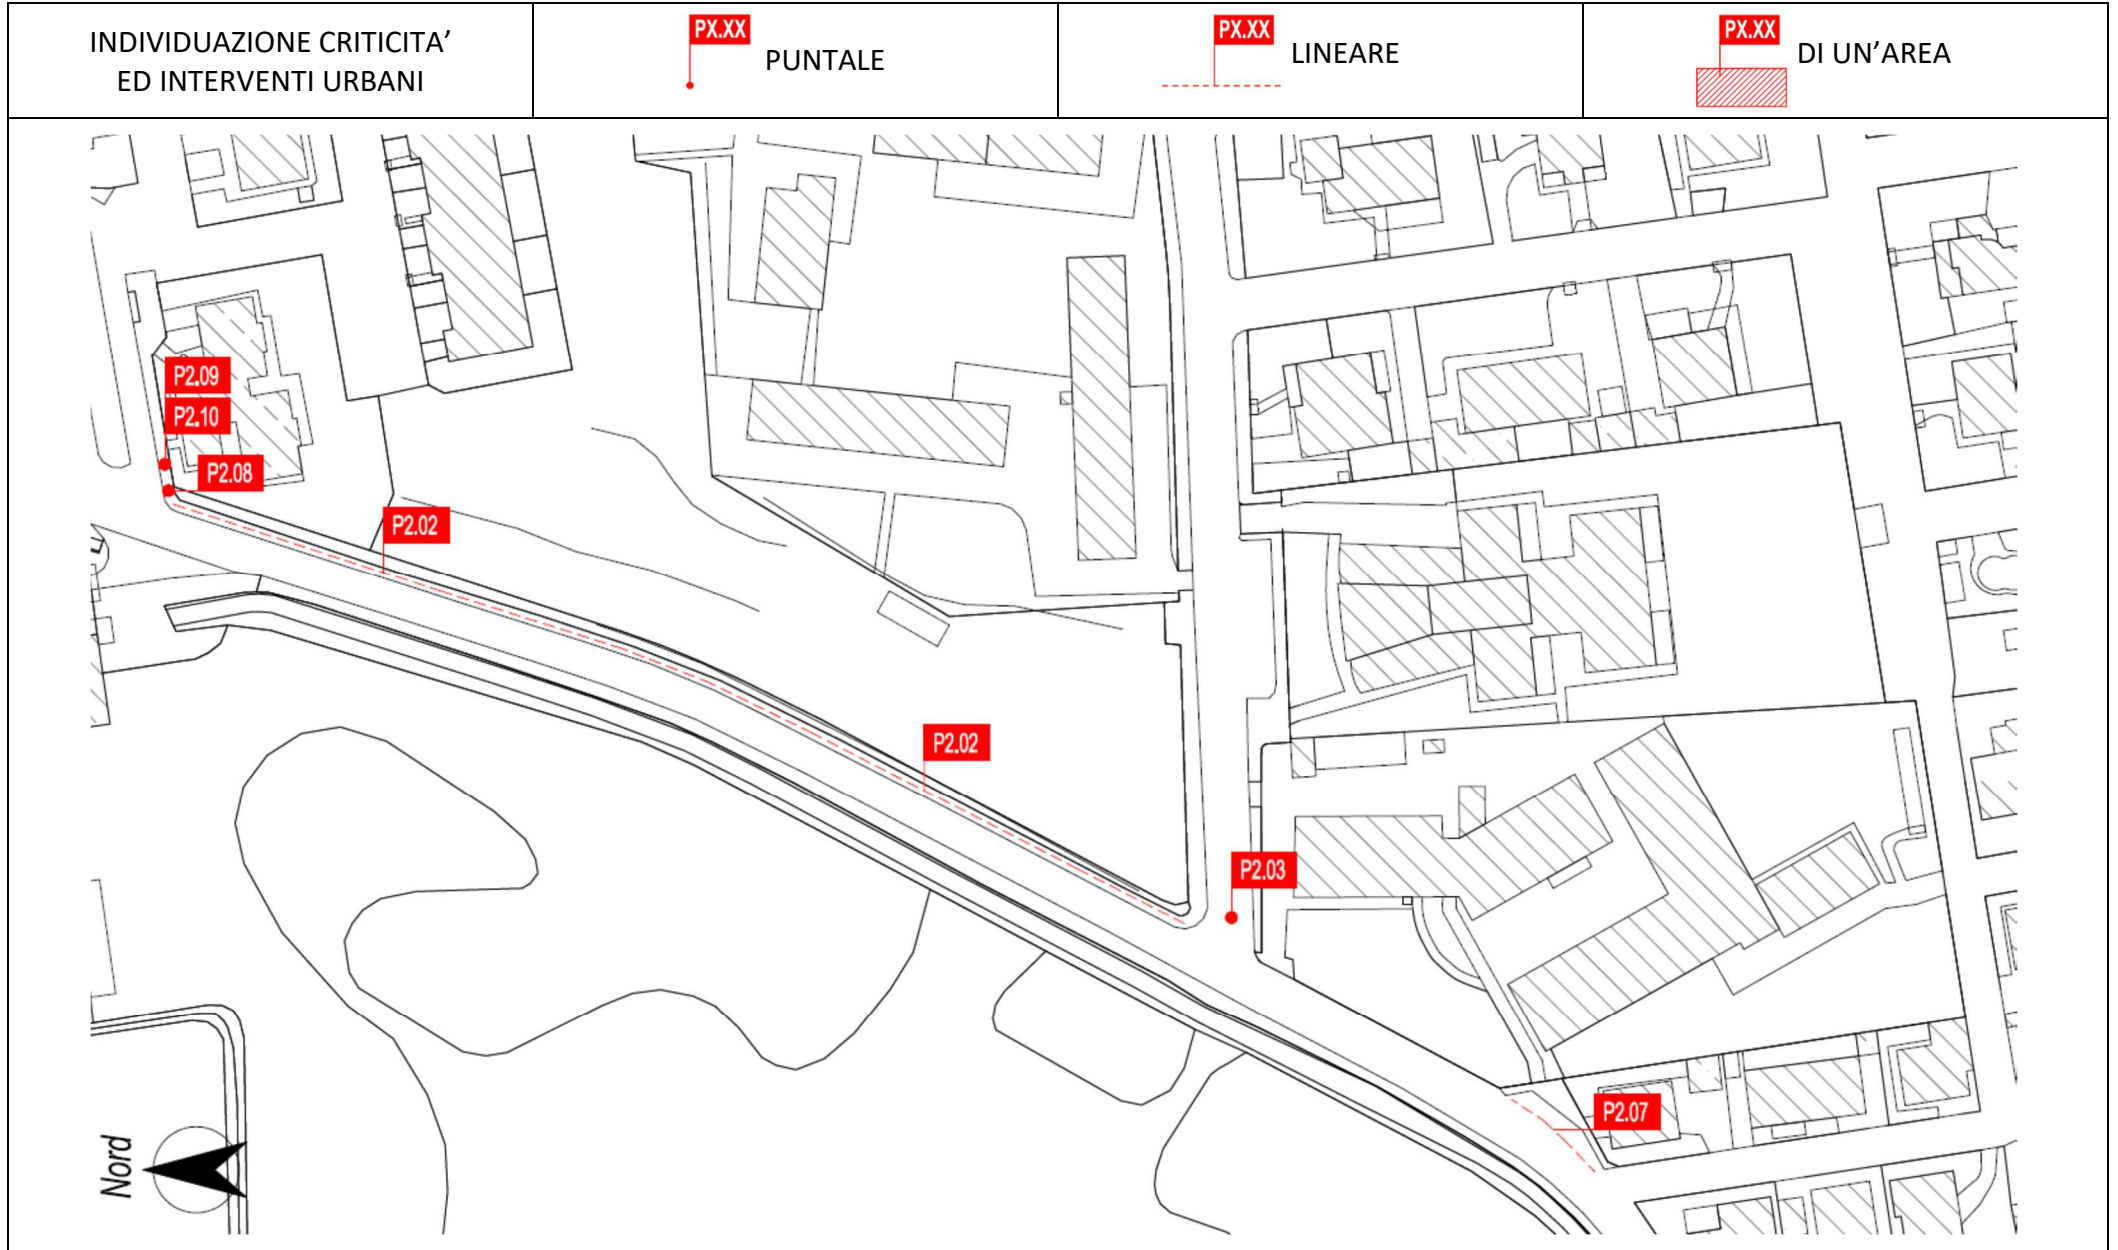 INDIVIDUAZIONE CRITICITA’
ED INTERVENTI URBANI
PX.XX
PUNTALE
PX.XX
LINEARE
PX.XX
DI UN’AREA
P2.09
P2.10
P2.08
P2.02
P2.02
P2.03
P2.07
Nord